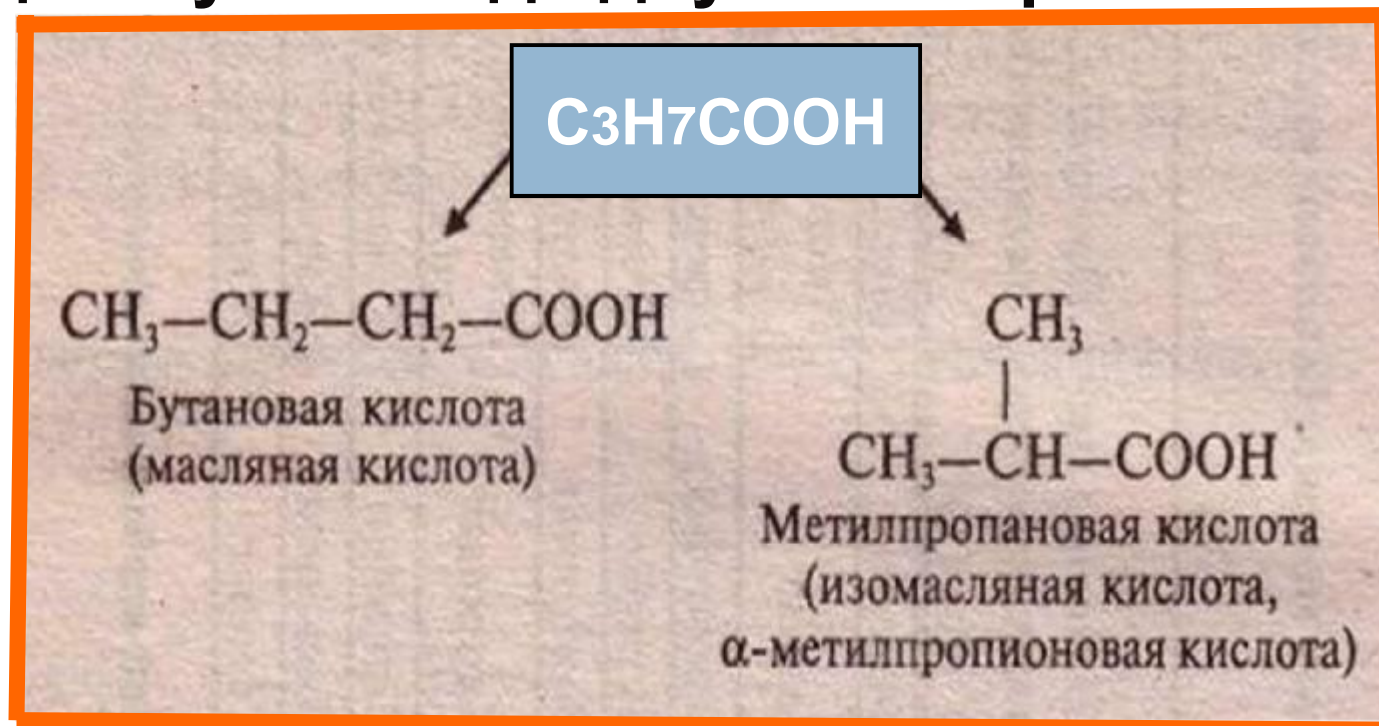 C3H7COOH
CH₃—CH₂—CH₂—COOH
Бутановая кислота
(масляная кислота)
CH₃
|
CH₃—CH—COOH
Метилпропановая кислота
(изомасляная кислота,
α-метилпропионовая кислота)